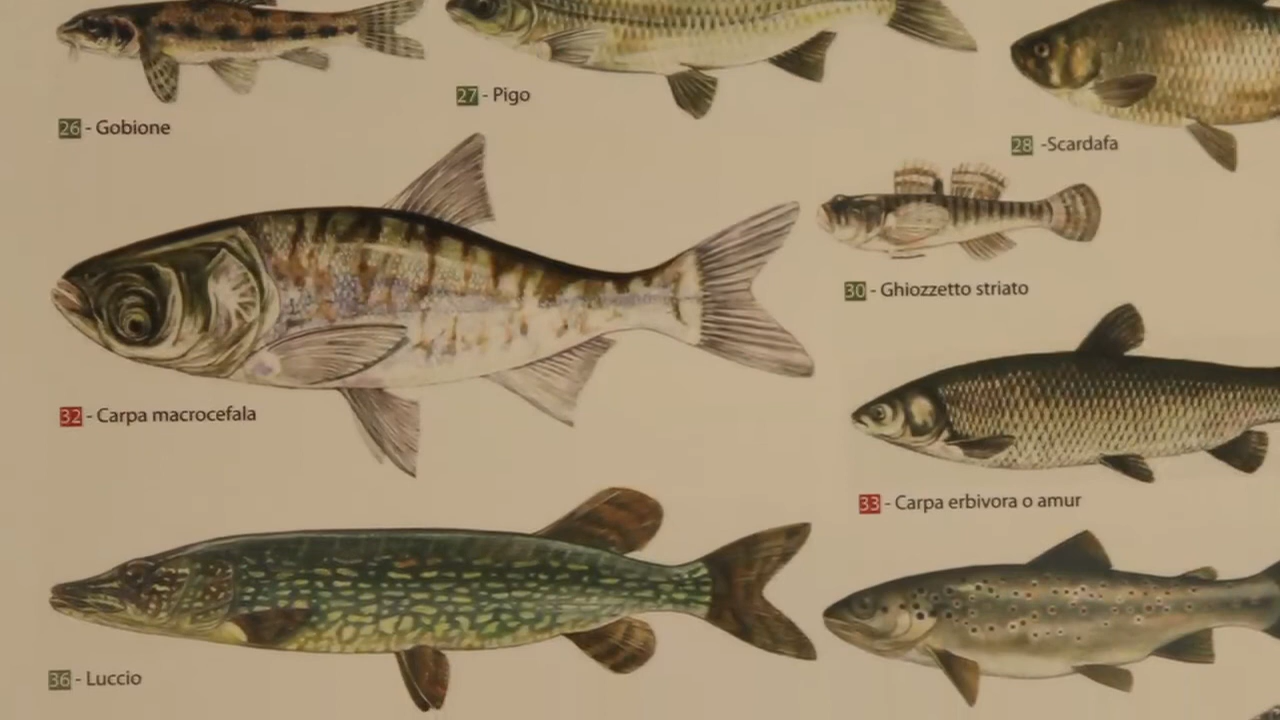 26 - Gobione
27 - Pigo
28 -Scardafa
30 - Ghiozzetto striato
32 - Carpa macrocefala
33 - Carpa erbivora o amur
36 - Luccio